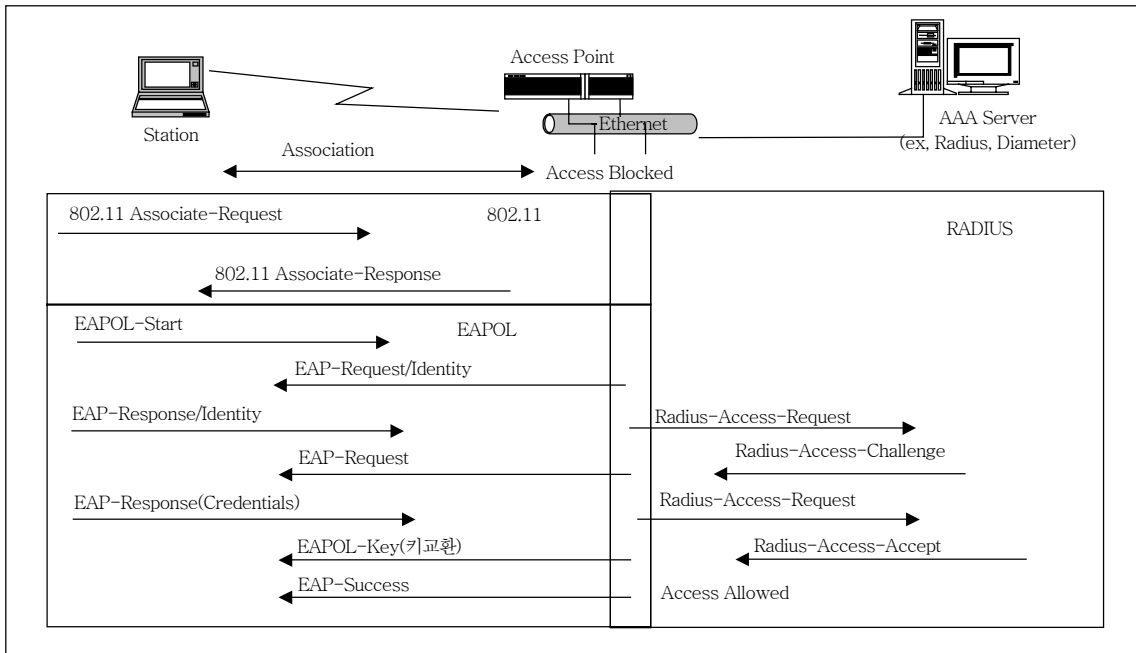 Access Point
Station
Ethernet
AAA Server
(ex, Radius, Diameter)
Association
Access Blocked
802.11 Associate-Request
802.11
RADIUS
802.11 Associate-Response
EAPOL-Start
EAPOL
EAP-Request/Identity
EAP-Response/Identity
Radius-Access-Request
EAP-Request
Radius-Access-Challenge
EAP-Response(Credentials)
Radius-Access-Request
EAPOL-Key(키교환)
Radius-Access-Accept
EAP-Success
Access Allowed